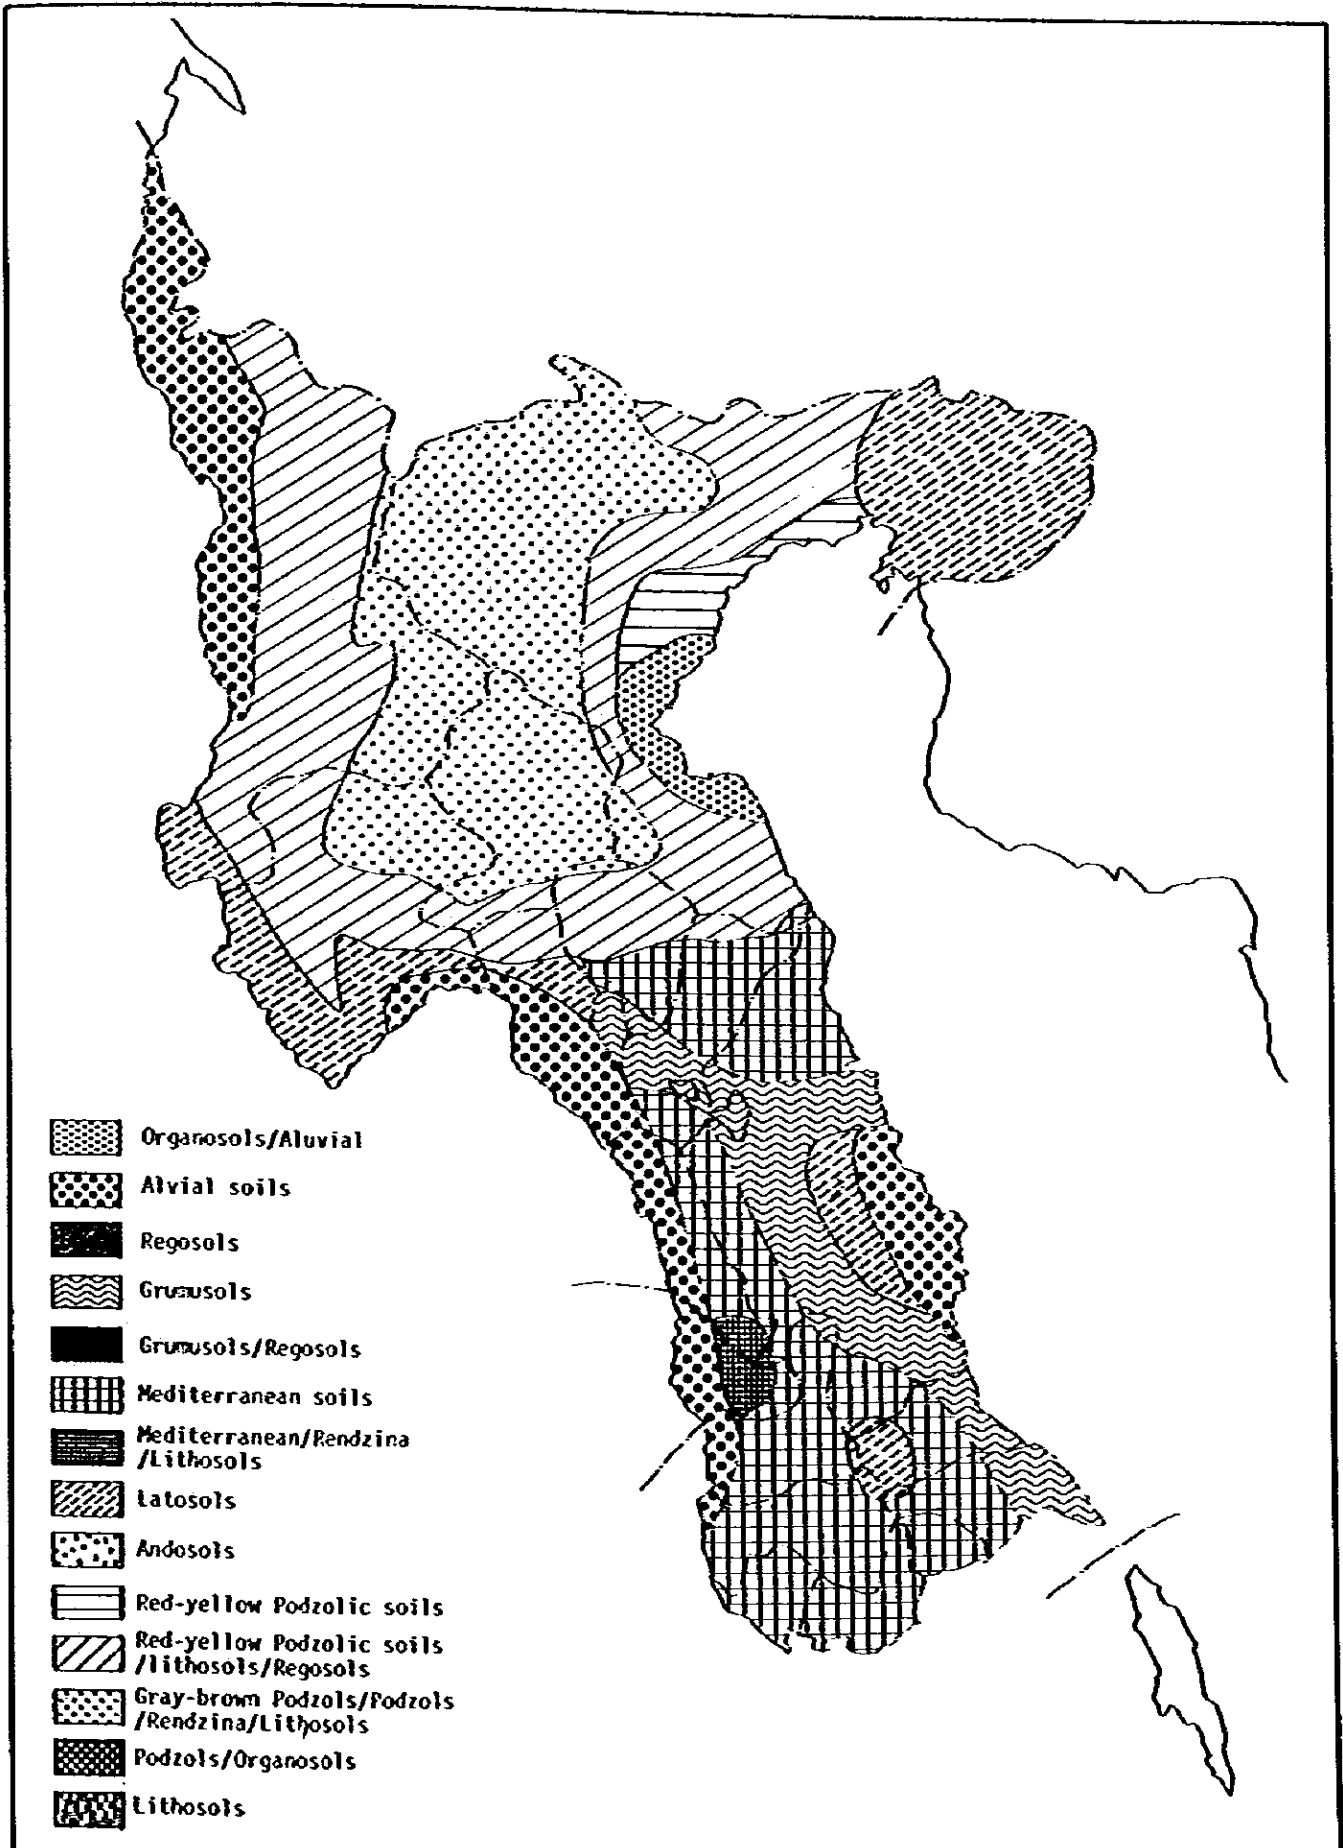 Organosols/Aluvial
Alvial soils
Regosols
Grumusols
Grumusols/Regosols
Mediterranean soils
Mediterranean/Rendzina
/Lithosols
Latosols
Andosols
Red-yellow Podzolic soils
Red-yellow Podzolic soils
/lithosols/Regosols
Gray-brown Podzols/Podzols
/Rendzina/Lithosols
Podzols/Organosols
Lithosols